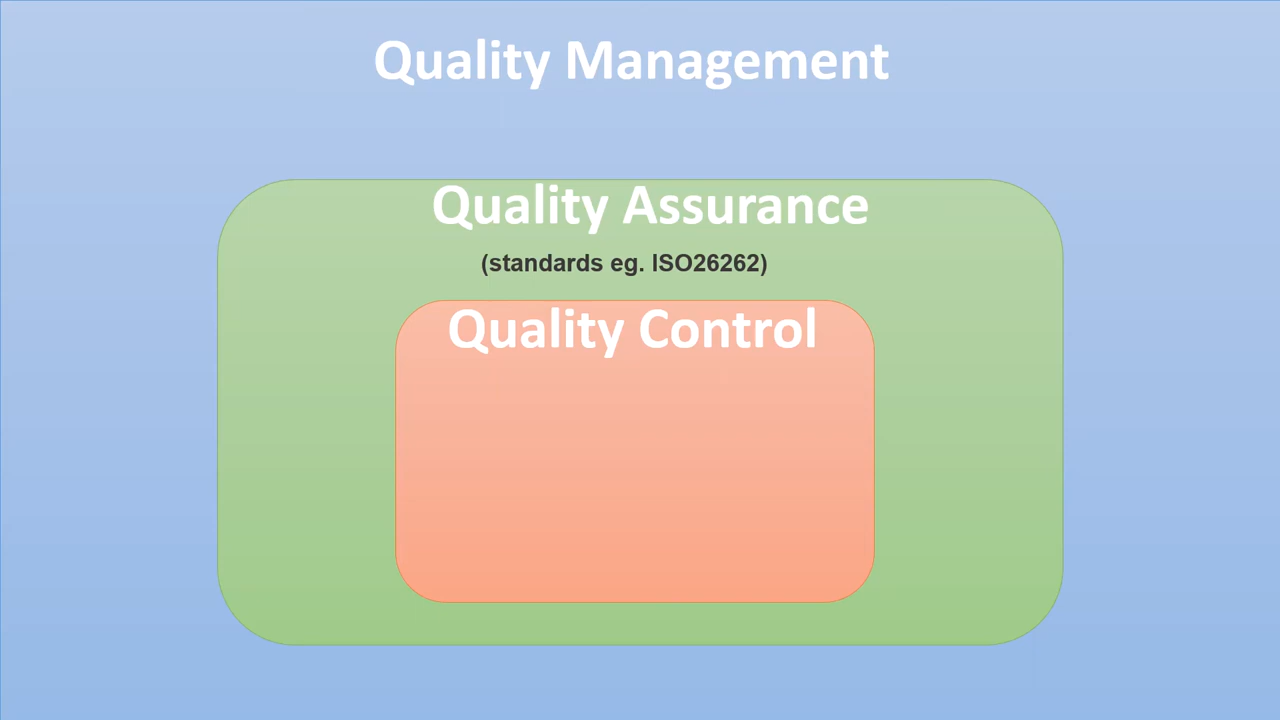 Quality Management
Quality Assurance
(standards eg. ISO26262)
Quality Control